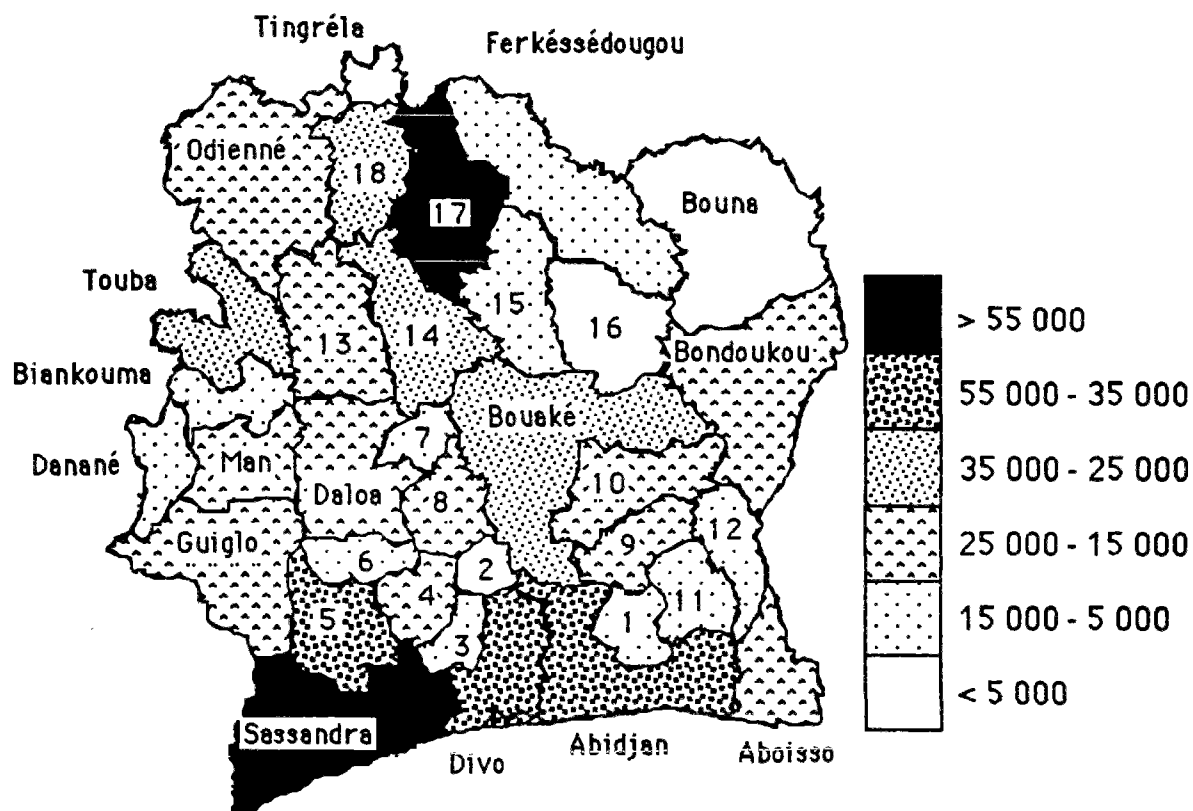 Tingréla
Ferkéssédougou
Odienné
18
17
Bouna
Touba
15
16
14
13
Bondoukou
Biankouma
Bouaké
7
Danané
Man
Daloa
8
10
12
Guiglo
9
6
2
4
11
5
3
1
Sassandra
Divo
Abidjan
Aboisso
> 55 000
55 000 - 35 000
35 000 - 25 000
25 000 - 15 000
15 000 - 5 000
< 5 000